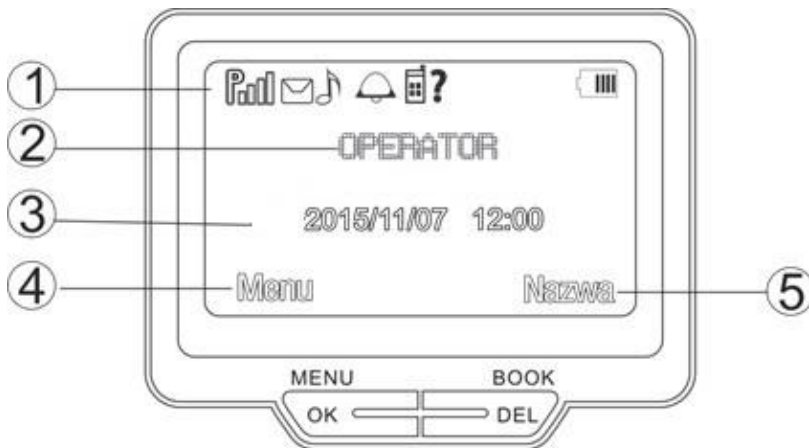 ① P ?
② OPERATOR
③ 2015/11/07 12:00
④ Menu Nazwa ⑤
MENU BOOK
OK DEL